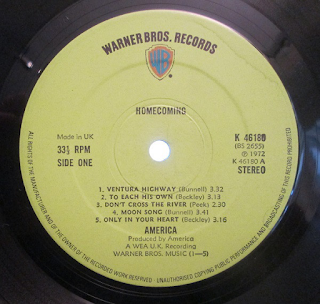 WARNER BROS. RECORDS
HOMECOMING
Made in UK
33⅓ RPM
SIDE ONE
K 46180
(BS 2655)
℗ 1972
K 46180 A
STEREO
1. VENTURA HIGHWAY (Bunnell) 3.32
2. TO EACH HIS OWN (Beckley) 3.13
3. DON'T CROSS THE RIVER (Peek) 2.30
4. MOON SONG (Bunnell) 3.41
5. ONLY IN YOUR HEART (Beckley) 3.16
AMERICA
Produced by America
A WEA U.K. Recording
WARNER BROS. MUSIC (1—5)
ALL RIGHTS OF THE MANUFACTURER AND OF THE OWNER OF THE RECORDED WORK RESERVED - UNAUTHORISED COPYING PUBLIC PERFORMANCE AND BROADCASTING OF THIS RECORD PROHIBITED